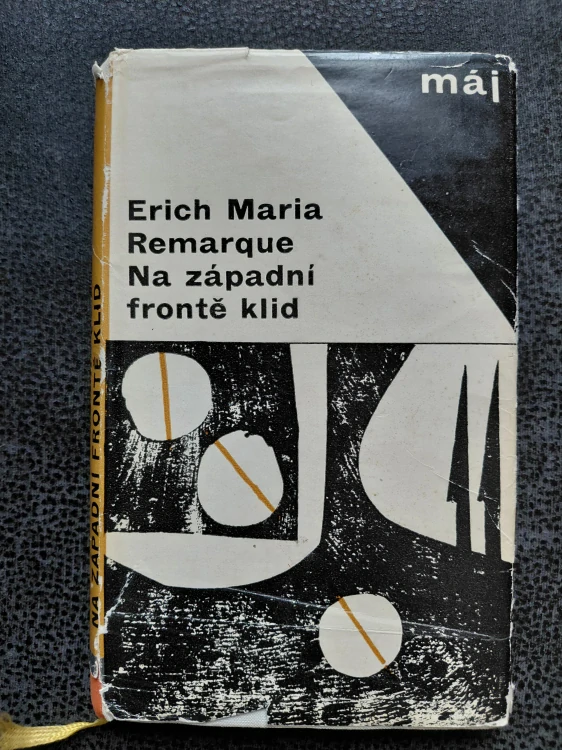 máj
Erich Maria
Remarque
Na západní
frontě klid
NA ZÁPADNÍ FRONTĚ KLID